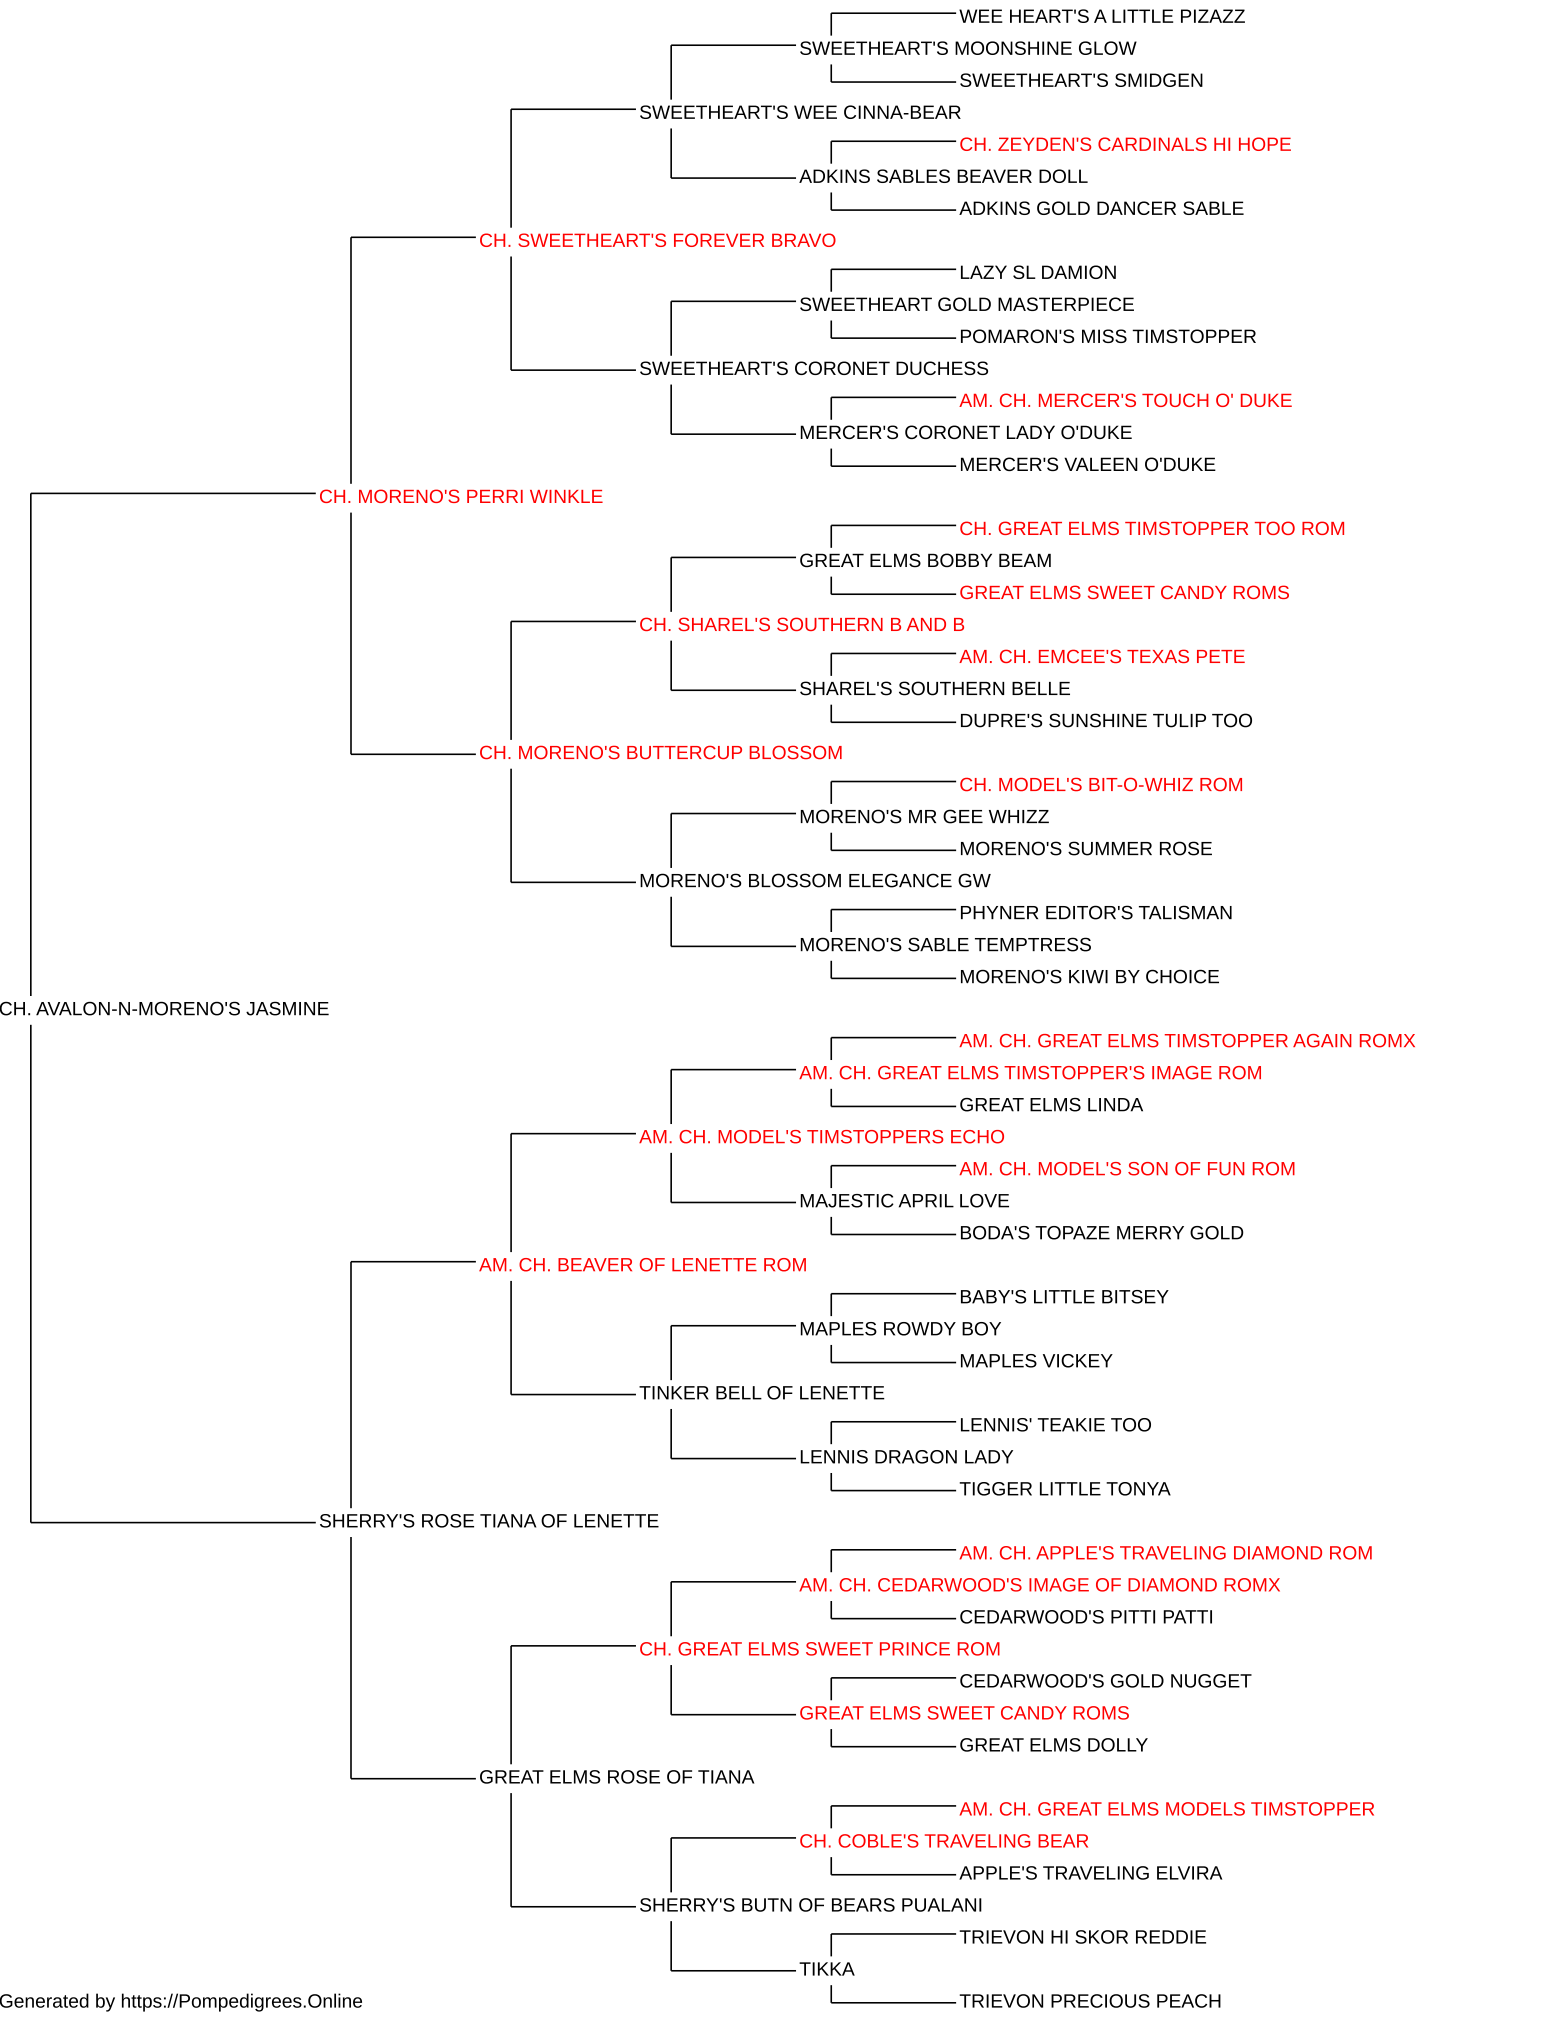 WEE HEART'S A LITTLE PIZAZZ
SWEETHEART'S MOONSHINE GLOW
SWEETHEART'S SMIDGEN
SWEETHEART'S WEE CINNA-BEAR
CH. ZEYDEN'S CARDINALS HI HOPE
ADKINS SABLES BEAVER DOLL
ADKINS GOLD DANCER SABLE
CH. SWEETHEART'S FOREVER BRAVO
LAZY SL DAMION
SWEETHEART GOLD MASTERPIECE
POMARON'S MISS TIMSTOPPER
SWEETHEART'S CORONET DUCHESS
AM. CH. MERCER'S TOUCH O' DUKE
MERCER'S CORONET LADY O'DUKE
MERCER'S VALEEN O'DUKE
CH. MORENO'S PERRI WINKLE
CH. GREAT ELMS TIMSTOPPER TOO ROM
GREAT ELMS BOBBY BEAM
GREAT ELMS SWEET CANDY ROMS
CH. SHAREL'S SOUTHERN B AND B
AM. CH. EMCEE'S TEXAS PETE
SHAREL'S SOUTHERN BELLE
DUPRE'S SUNSHINE TULIP TOO
CH. MORENO'S BUTTERCUP BLOSSOM
CH. MODEL'S BIT-O-WHIZ ROM
MORENO'S MR GEE WHIZZ
MORENO'S SUMMER ROSE
MORENO'S BLOSSOM ELEGANCE GW
PHYNER EDITOR'S TALISMAN
MORENO'S SABLE TEMPTRESS
MORENO'S KIWI BY CHOICE
CH. AVALON-N-MORENO'S JASMINE
AM. CH. GREAT ELMS TIMSTOPPER AGAIN ROMX
AM. CH. GREAT ELMS TIMSTOPPER'S IMAGE ROM
GREAT ELMS LINDA
AM. CH. MODEL'S TIMSTOPPERS ECHO
AM. CH. MODEL'S SON OF FUN ROM
MAJESTIC APRIL LOVE
BODA'S TOPAZE MERRY GOLD
AM. CH. BEAVER OF LENETTE ROM
BABY'S LITTLE BITSEY
MAPLES ROWDY BOY
MAPLES VICKEY
TINKER BELL OF LENETTE
LENNIS' TEAKIE TOO
LENNIS DRAGON LADY
TIGGER LITTLE TONYA
SHERRY'S ROSE TIANA OF LENETTE
AM. CH. APPLE'S TRAVELING DIAMOND ROM
AM. CH. CEDARWOOD'S IMAGE OF DIAMOND ROMX
CEDARWOOD'S PITTI PATTI
CH. GREAT ELMS SWEET PRINCE ROM
CEDARWOOD'S GOLD NUGGET
GREAT ELMS SWEET CANDY ROMS
GREAT ELMS DOLLY
GREAT ELMS ROSE OF TIANA
AM. CH. GREAT ELMS MODELS TIMSTOPPER
CH. COBLE'S TRAVELING BEAR
APPLE'S TRAVELING ELVIRA
SHERRY'S BUTN OF BEARS PUALANI
TRIEVON HI SKOR REDDIE
TIKKA
TRIEVON PRECIOUS PEACH
Generated by https://Pompedigrees.Online